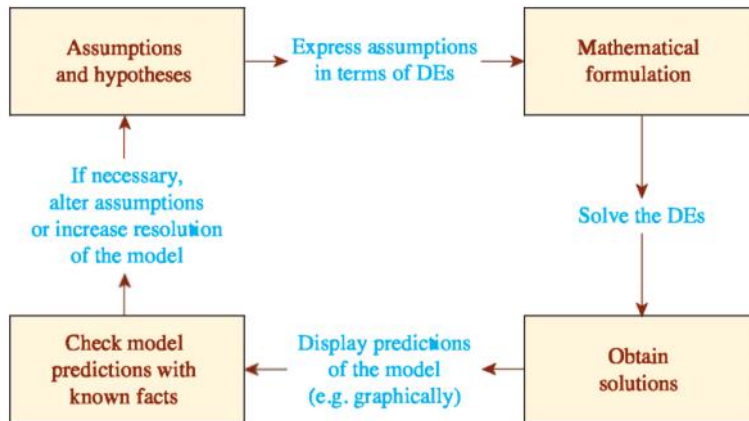 Assumptions
and hypotheses
Express assumptions
in terms of DEs
Mathematical
formulation
If necessary,
alter assumptions
or increase resolution
of the model
Solve the DEs
Check model
predictions with
known facts
Display predictions
of the model
(e.g. graphically)
Obtain
solutions